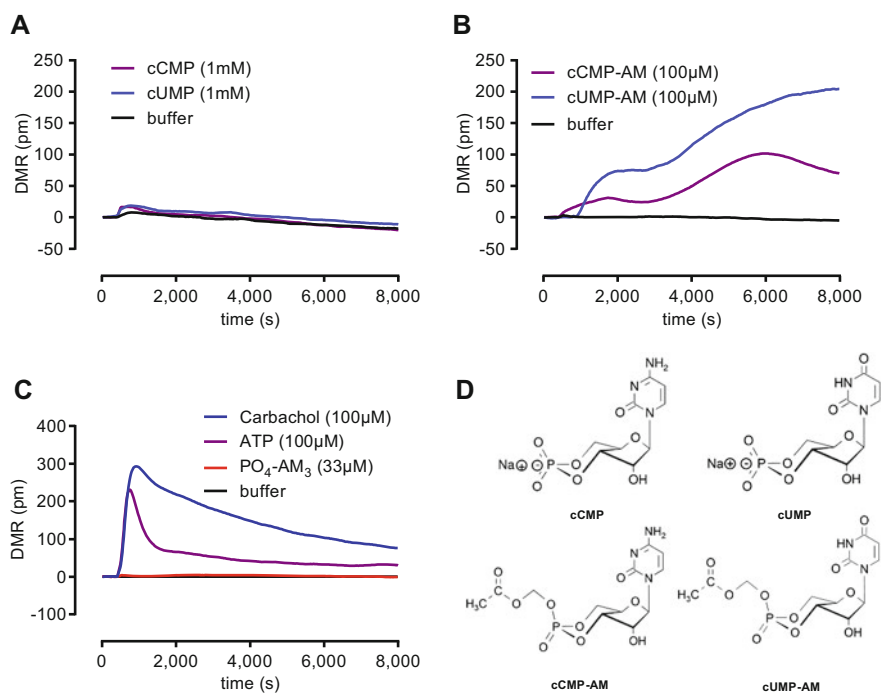 A
250
200
150
100
50
0
-50
DMR (pm)
cCMP (1mM)
cUMP (1mM)
buffer
0 2,000 4,000 6,000 8,000
time (s)
B
250
200
150
100
50
0
-50
DMR (pm)
cCMP-AM (100µM)
cUMP-AM (100µM)
buffer
0 2,000 4,000 6,000 8,000
time (s)
C
400
300
200
100
0
-100
DMR (pm)
Carbachol (100µM)
ATP (100µM)
PO₄-AM₃ (33µM)
buffer
0 2,000 4,000 6,000 8,000
time (s)
D
NH₂
N
O
N
O
O
P
O
O
O
Na⊕ ⊖
OH
cCMP
O
HN
O
N
O
O
P
O
O
O
Na⊕ ⊖
OH
cUMP
NH₂
N
O
N
O
H₃C
O
O
O
P
O
O
O
OH
cCMP-AM
O
HN
O
N
O
H₃C
O
O
O
P
O
O
O
OH
cUMP-AM